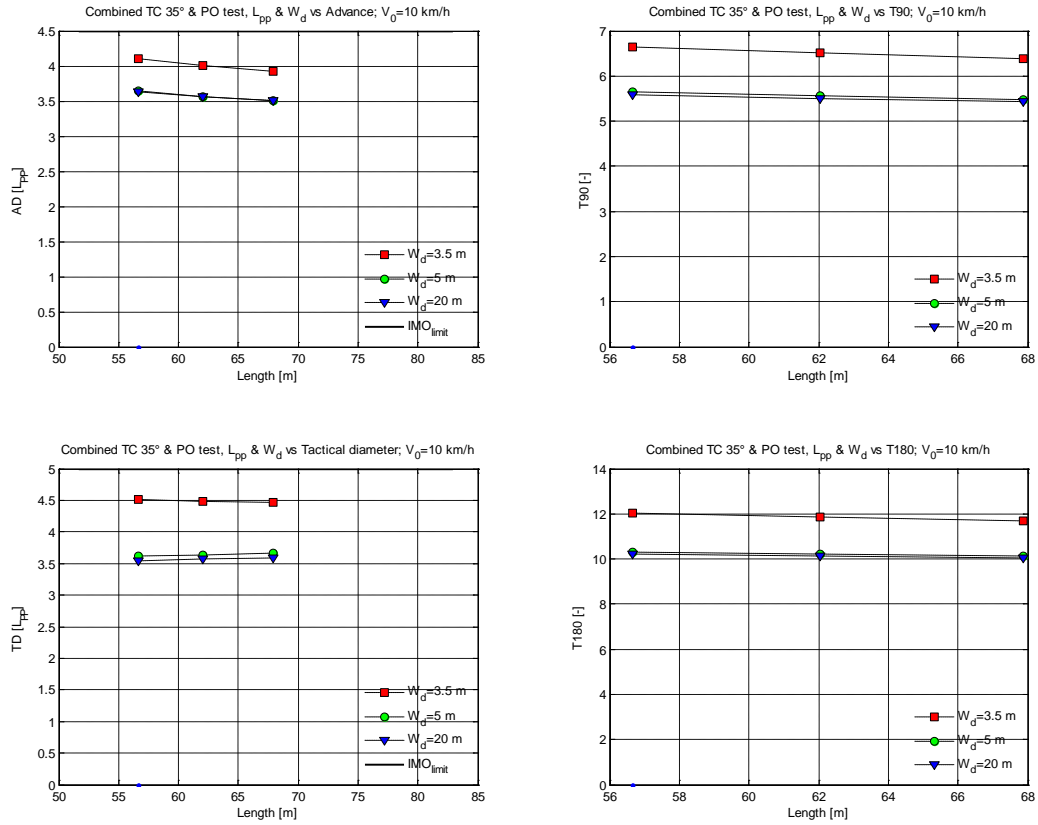 Combined TC 35° & PO test, Lpp & Wd vs Advance; V0=10 km/h
4.5
4
3.5
3
2.5
2
1.5
1
0.5
0
AD [Lpp]
Wd=3.5 m
Wd=5 m
Wd=20 m
IMOlimit
50 55 60 65 70 75 80 85
Length [m]
Combined TC 35° & PO test, Lpp & Wd vs T90; V0=10 km/h
7
6
5
4
3
2
1
0
T90 [-]
Wd=3.5 m
Wd=5 m
Wd=20 m
56 58 60 62 64 66 68
Length [m]
Combined TC 35° & PO test, Lpp & Wd vs Tactical diameter; V0=10 km/h
5
4.5
4
3.5
3
2.5
2
1.5
1
0.5
0
TD [Lpp]
Wd=3.5 m
Wd=5 m
Wd=20 m
IMOlimit
50 55 60 65 70 75 80 85
Length [m]
Combined TC 35° & PO test, Lpp & Wd vs T180; V0=10 km/h
14
12
10
8
6
4
2
0
T180 [-]
Wd=3.5 m
Wd=5 m
Wd=20 m
56 58 60 62 64 66 68
Length [m]